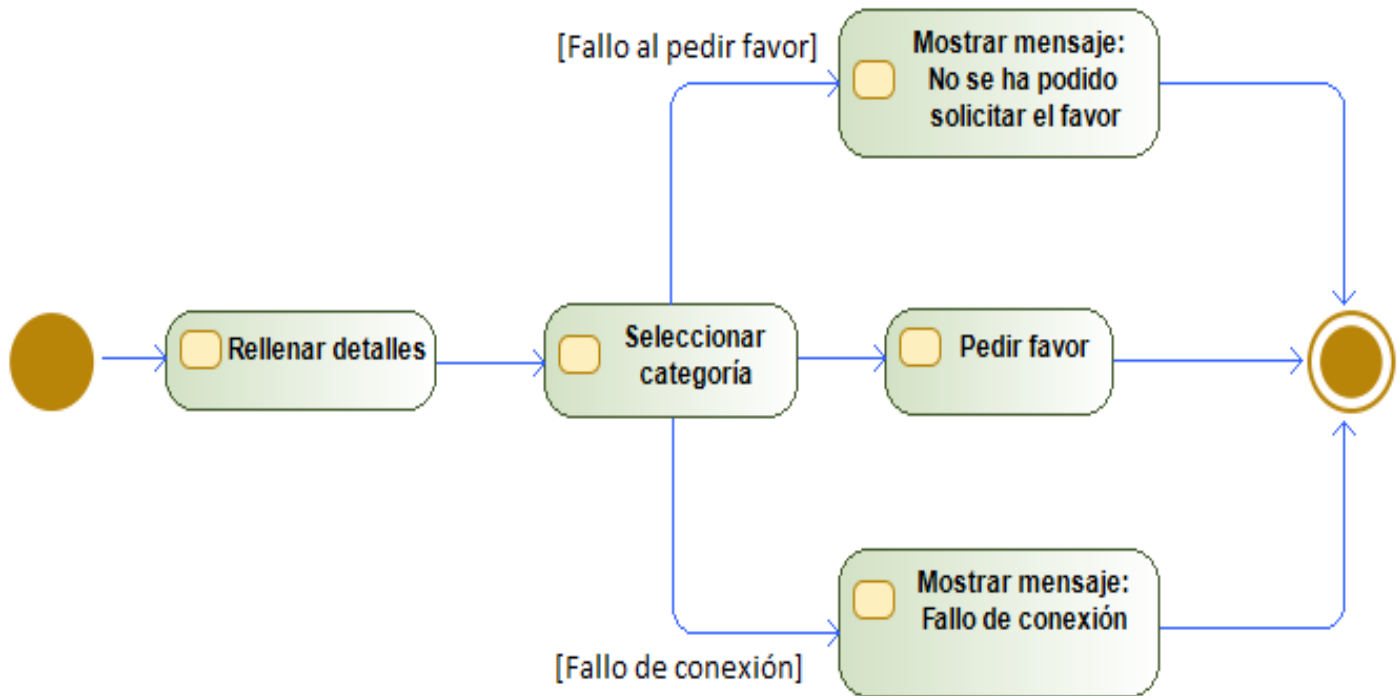 [Fallo al pedir favor]
Mostrar mensaje:
No se ha podido
solicitar el favor
Rellenar detalles
Seleccionar
categoría
Pedir favor
Mostrar mensaje:
Fallo de conexión
[Fallo de conexión]